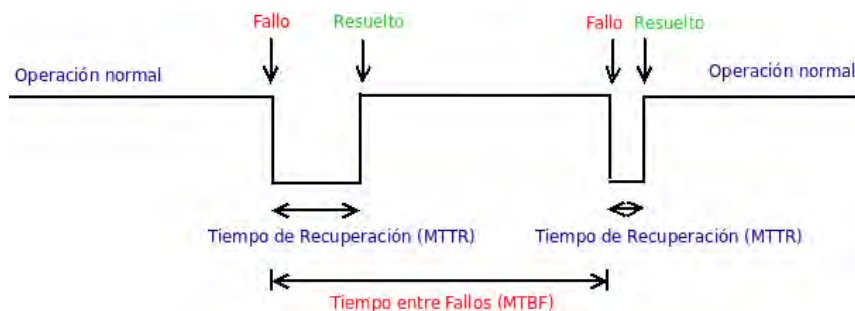 Fallo
Resuelto
Fallo Resuelto
Operación normal
Operación normal
Tiempo de Recuperación (MTTR)
Tiempo de Recuperación (MTTR)
Tiempo entre Fallos (MTBF)